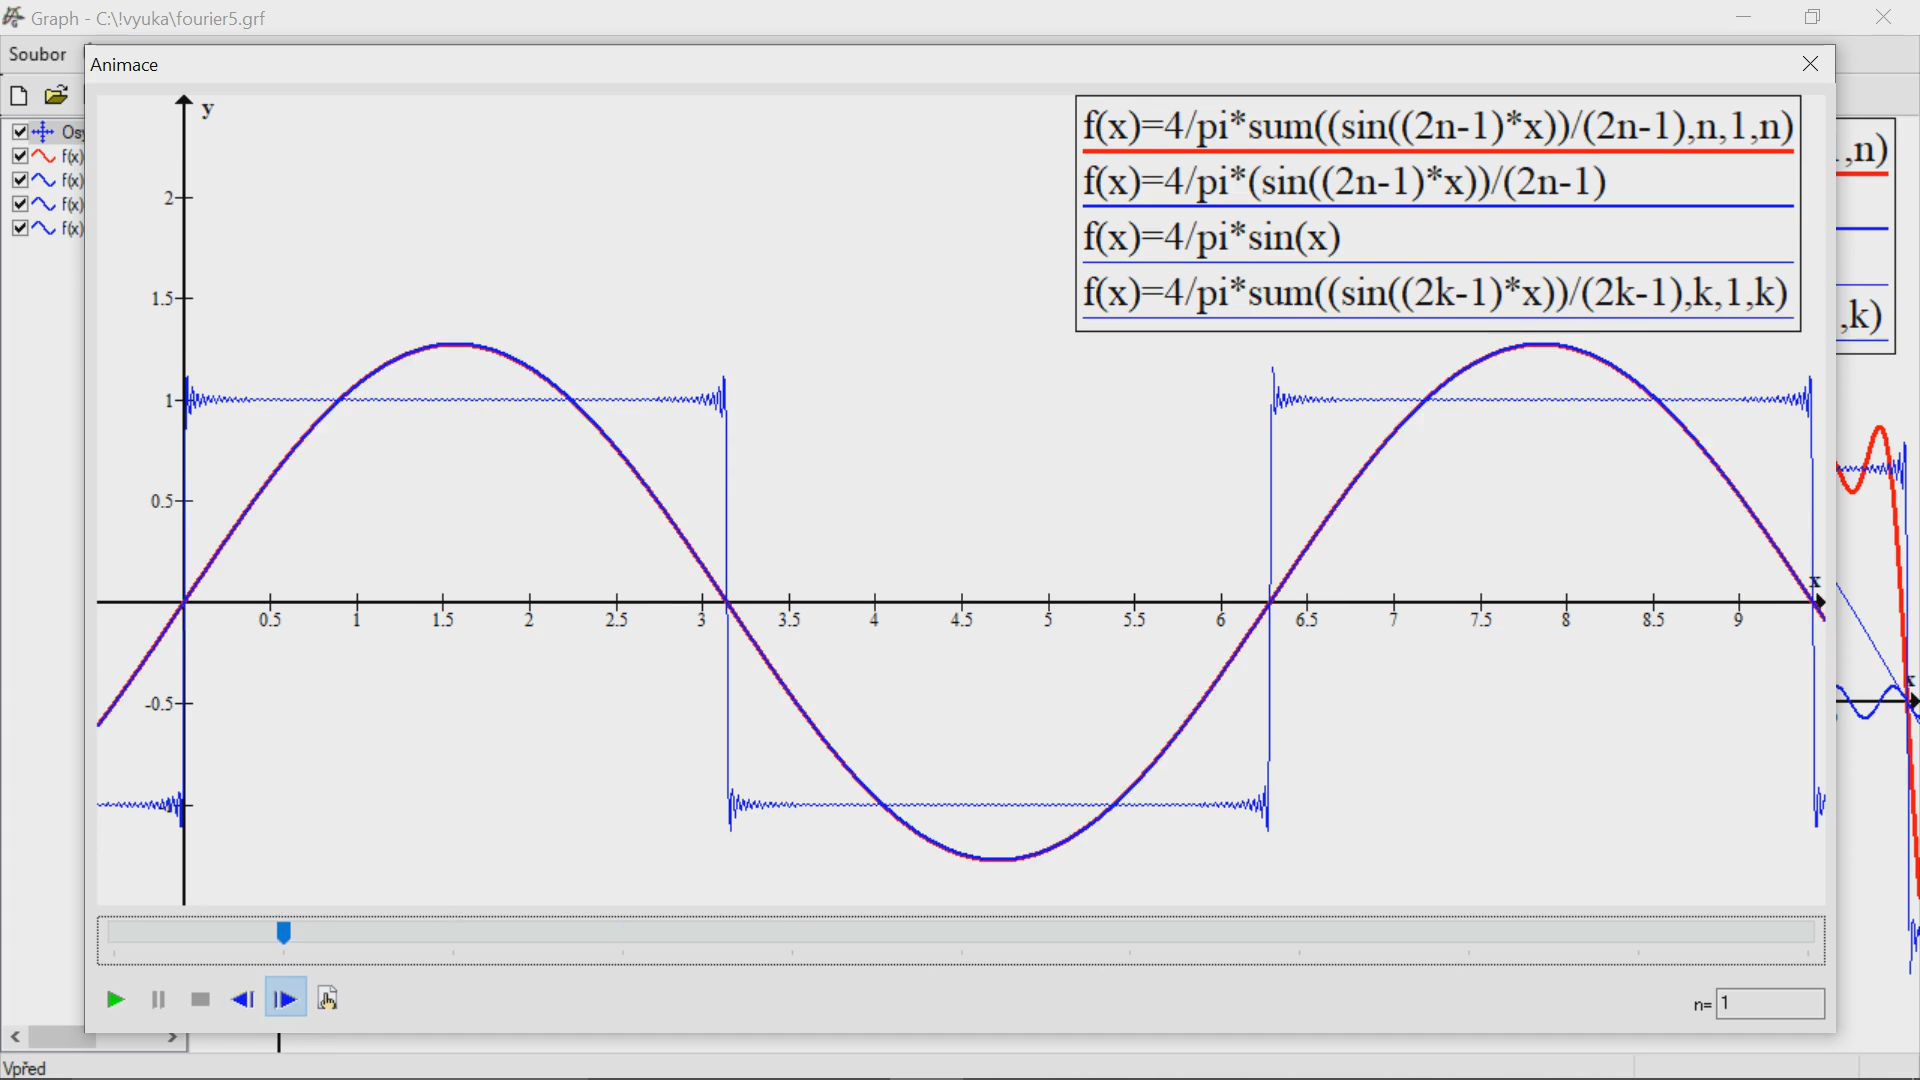 Graph - C:\!vyuka\fourier5.grf
Soubor
Animace
Osy
f(x)
f(x)
f(x)
f(x)
y
2
1.5
1
0.5
-0.5
-1
0.5 1 1.5 2 2.5 3 3.5 4 4.5 5 5.5 6 6.5 7 7.5 8 8.5 9
x
f(x)=4/pi*sum((sin((2n-1)*x))/(2n-1),n,1,n)
f(x)=4/pi*(sin((2n-1)*x))/(2n-1)
f(x)=4/pi*sin(x)
f(x)=4/pi*sum((sin((2k-1)*x))/(2k-1),k,1,k)
,n)
,k)
x
n= 1
Vpřed